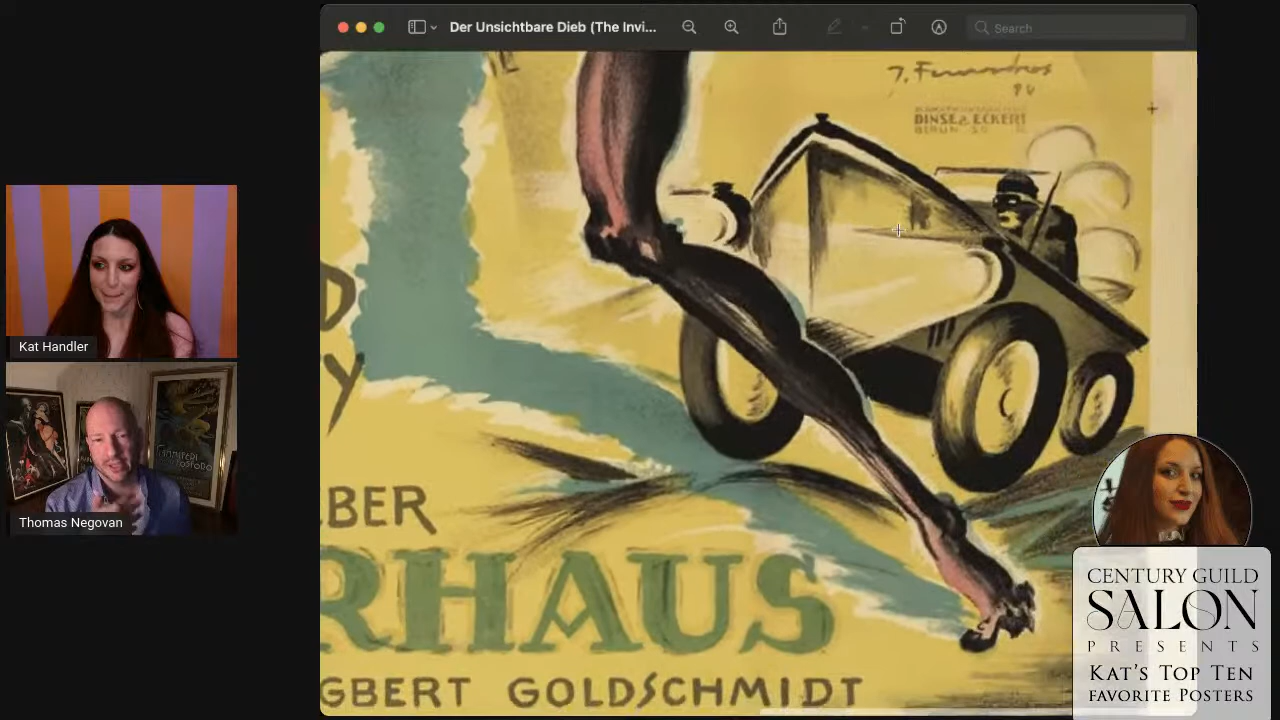 Der Unsichtbare Dieb (The Invi...
Search
DINSE & ECKERT
BERLIN SO
D
Y
BER
RHAUS
GBERT GOLDSCHMIDT
Kat Handler
Thomas Negovan
CENTURY GUILD
SALON
PRESENTS
KAT'S TOP TEN
FAVORITE POSTERS